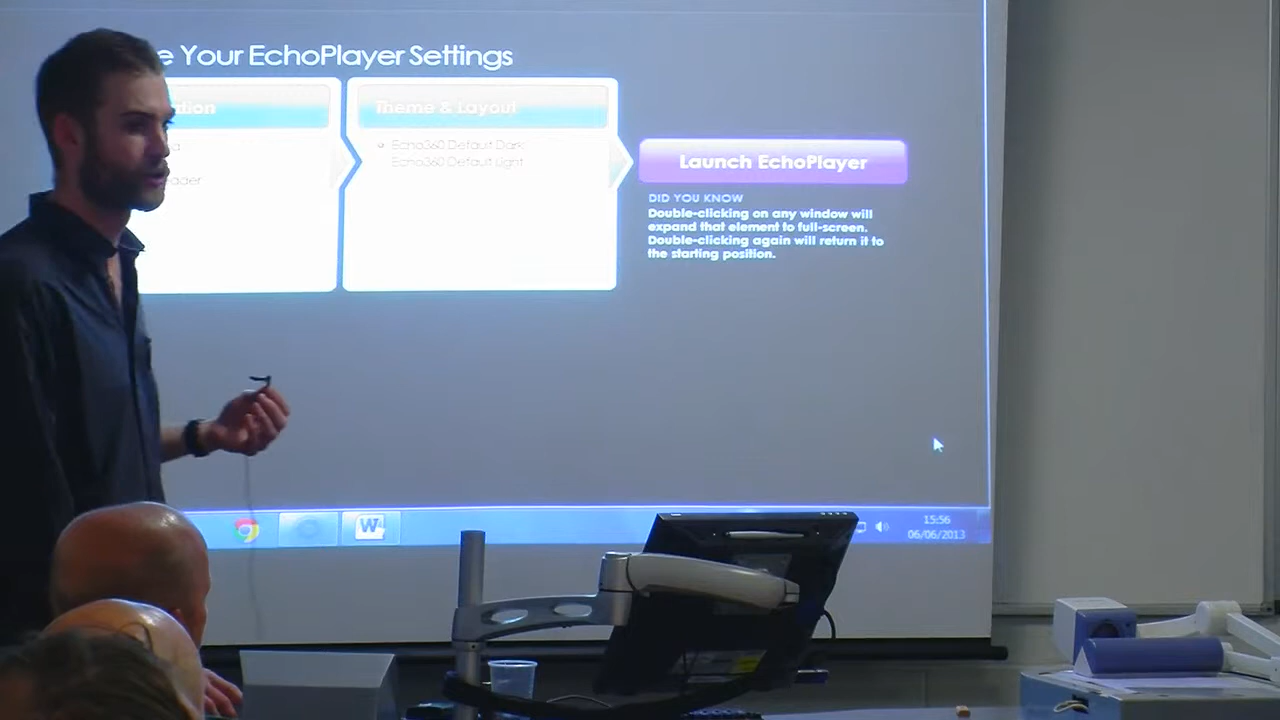 e Your EchoPlayer Settings
ation
Theme & Layout
Echo360 Default Dark
Echo360 Default Light
eader
Launch EchoPlayer
DID YOU KNOW
Double-clicking on any window will
expand that element to full-screen.
Double-clicking again will return it to
the starting position.
W
15:56
06/06/2013